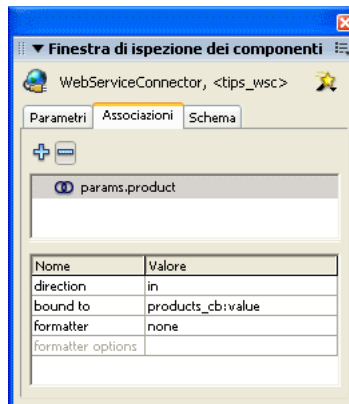 Finestra di ispezione dei componenti
WebServiceConnector, <tips_wsc>
Parametri Associazioni Schema
params.product
Nome Valore
direction in
bound to products_cb:value
formatter none
formatter options